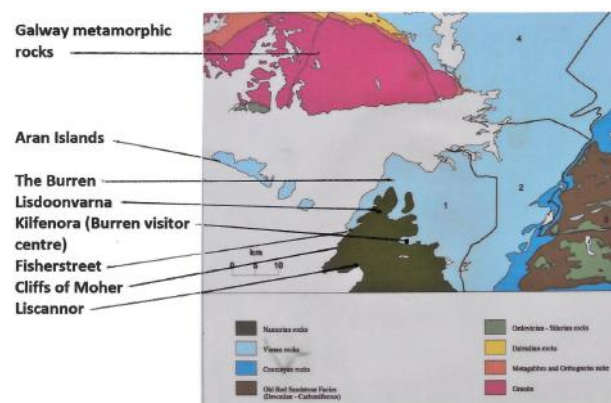 Galway metamorphic
rocks
Aran Islands
The Burren
Lisdoonvarna
Kilfenora (Burren visitor
centre)
Fisherstreet
Cliffs of Moher
Liscannor
4
2
1
km
0 5 10
Namurian rocks
Visean rocks
Courceyan rocks
Old Red Sandstone Facies
(Devonian - Carboniferous)
Ordovician - Silurian rocks
Dalradian rocks
Metagabbro and Orthogneiss suite
Granite